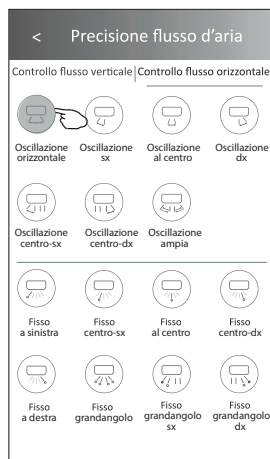 < Precisione flusso d'aria
Controllo flusso verticale | Controllo flusso orizzontale
Oscillazione orizzontale
Oscillazione sx
Oscillazione al centro
Oscillazione dx
Oscillazione centro-sx
Oscillazione centro-dx
Oscillazione ampia
Fisso a sinistra
Fisso centro-sx
Fisso al centro
Fisso centro-dx
Fisso a destra
Fisso grandangolo
Fisso grandangolo sx
Fisso grandangolo dx